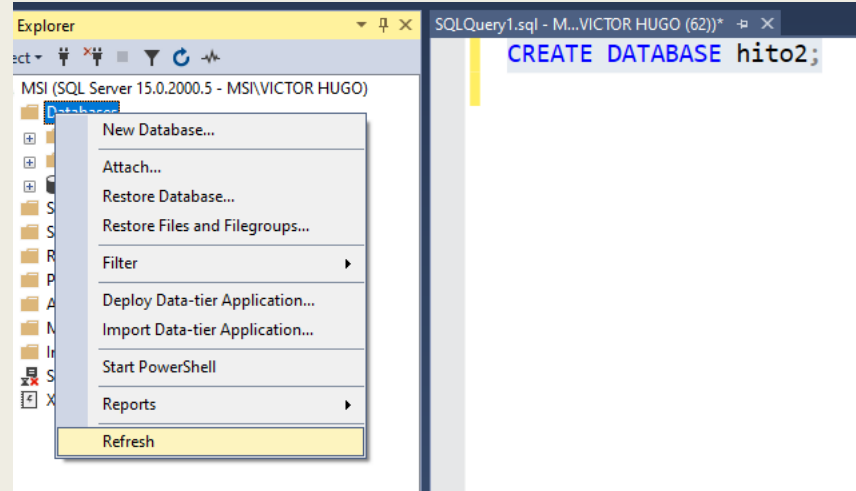 Explorer
SQLQuery1.sql - M...VICTOR HUGO (62))*
ect
CREATE DATABASE hito2;
MSI (SQL Server 15.0.2000.5 - MSI\VICTOR HUGO)
Databases
New Database...
Attach...
Restore Database...
Restore Files and Filegroups...
Filter
Deploy Data-tier Application...
Import Data-tier Application...
Start PowerShell
Reports
Refresh